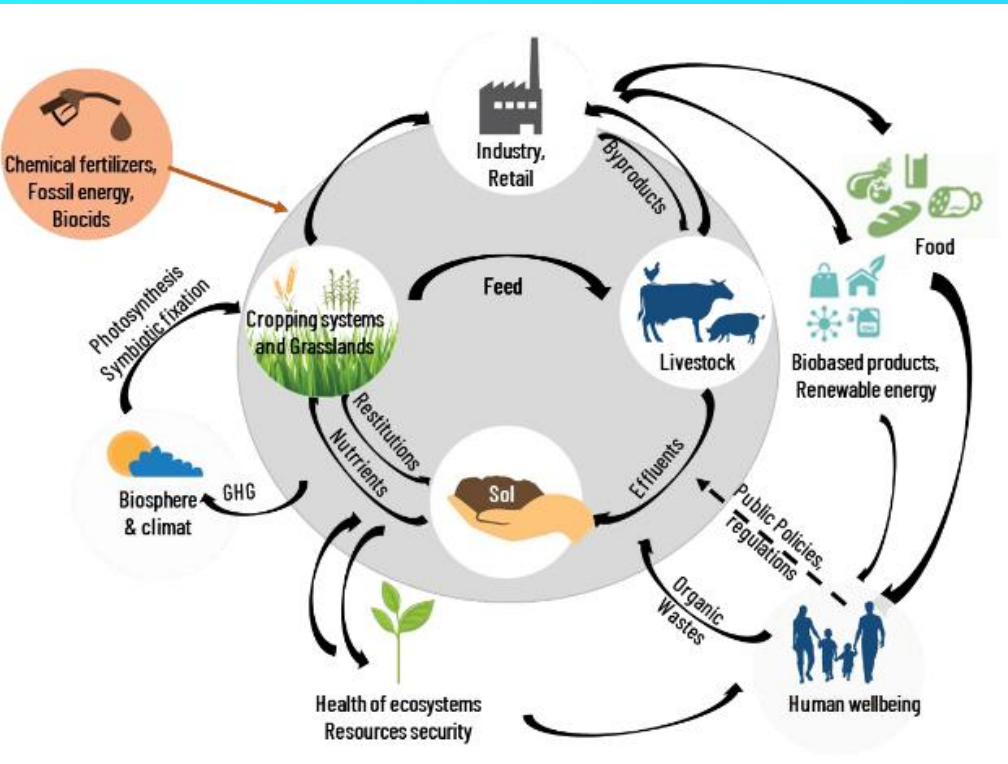 Industry,
Retail
Chemical fertilizers,
Fossil energy,
Biocids
Byproducts
Food
Photosynthesis
Symbiotic fixation
Feed
Cropping systems
and Grasslands
Livestock
Biobased products,
Renewable energy
Restitutions
Nutrrients
Effluents
Sol
GHG
Biosphere
& climat
Public Policies,
regulations
Organic
Wastes
Health of ecosystems
Resources security
Human wellbeing